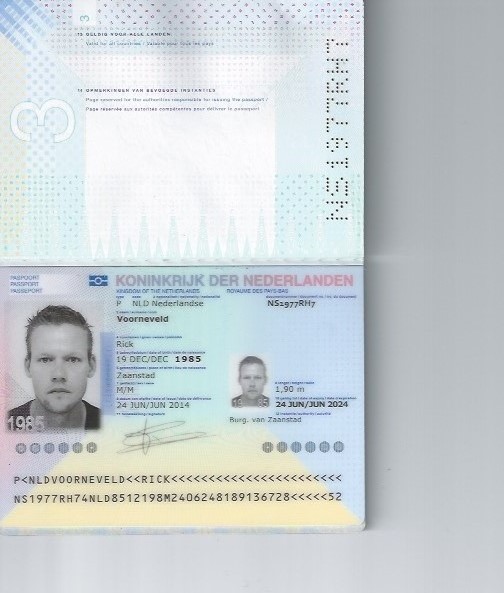 3
13 GELDIG VOOR ALLE LANDEN
Valid for all countries / Valable pour tous les pays
14 OPMERKINGEN VAN BEVOEGDE INSTANTIES
Page reserved for the authorities responsible for issuing the passport /
Page réservée aux autorités compétentes pour délivrer le passeport
3
NS1977RH7
PASPOORT
PASSPORT
PASSEPORT
KONINKRIJK DER NEDERLANDEN
KINGDOM OF THE NETHERLANDS ROYAUME DES PAYS-BAS
P NLD Nederlandse NS1977RH7
Voorneveld
Rick
19 DEC/DEC 1985
Zaanstad
M/M 1,90 m
24 JUN/JUN 2014 24 JUN/JUN 2024
Burg. van Zaanstad
1985
P<NLDVOORNEVELD<<RICK<<<<<<<<<<<<<<<<<<<<<<<
NS1977RH74NLD8512198M2406248189136728<<<<<52